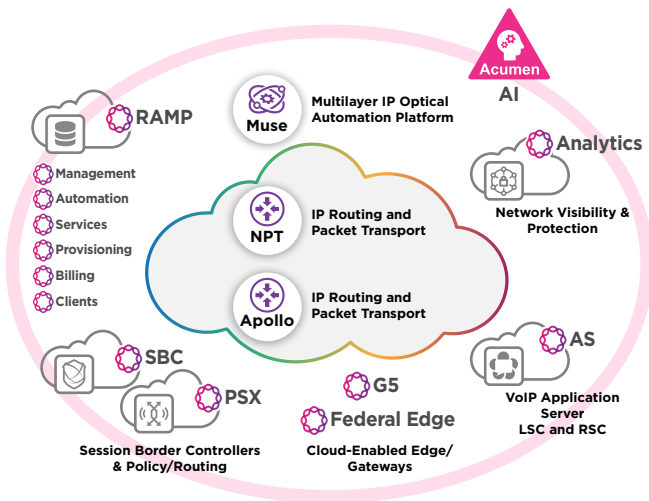 Acumen
AI
RAMP
Management
Automation
Services
Provisioning
Billing
Clients
Muse
Multilayer IP Optical
Automation Platform
Analytics
Network Visibility &
Protection
NPT
IP Routing and
Packet Transport
Apollo
IP Routing and
Packet Transport
SBC
PSX
Session Border Controllers
& Policy/Routing
G5
Federal Edge
Cloud-Enabled Edge/
Gateways
AS
VoIP Application
Server
LSC and RSC